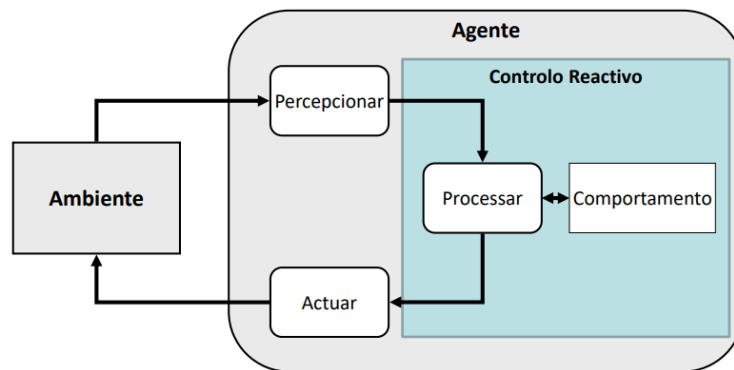 Agente
Controlo Reactivo
Percepcionar
Ambiente
Processar
Comportamento
Actuar